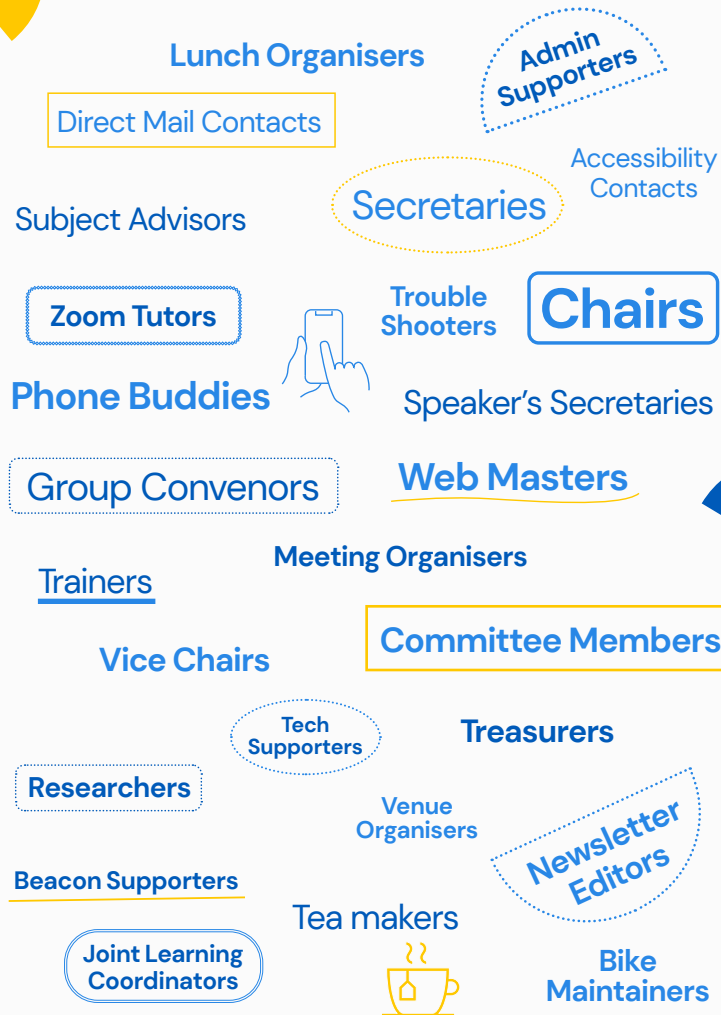 Lunch Organisers
Admin
Supporters
Direct Mail Contacts
Accessibility
Contacts
Secretaries
Subject Advisors
Zoom Tutors
Trouble
Shooters
Chairs
Phone Buddies
Speaker’s Secretaries
Group Convenors
Web Masters
Meeting Organisers
Trainers
Committee Members
Vice Chairs
Tech
Supporters
Treasurers
Researchers
Venue
Organisers
Newsletter
Editors
Beacon Supporters
Tea makers
Joint Learning
Coordinators
Bike
Maintainers